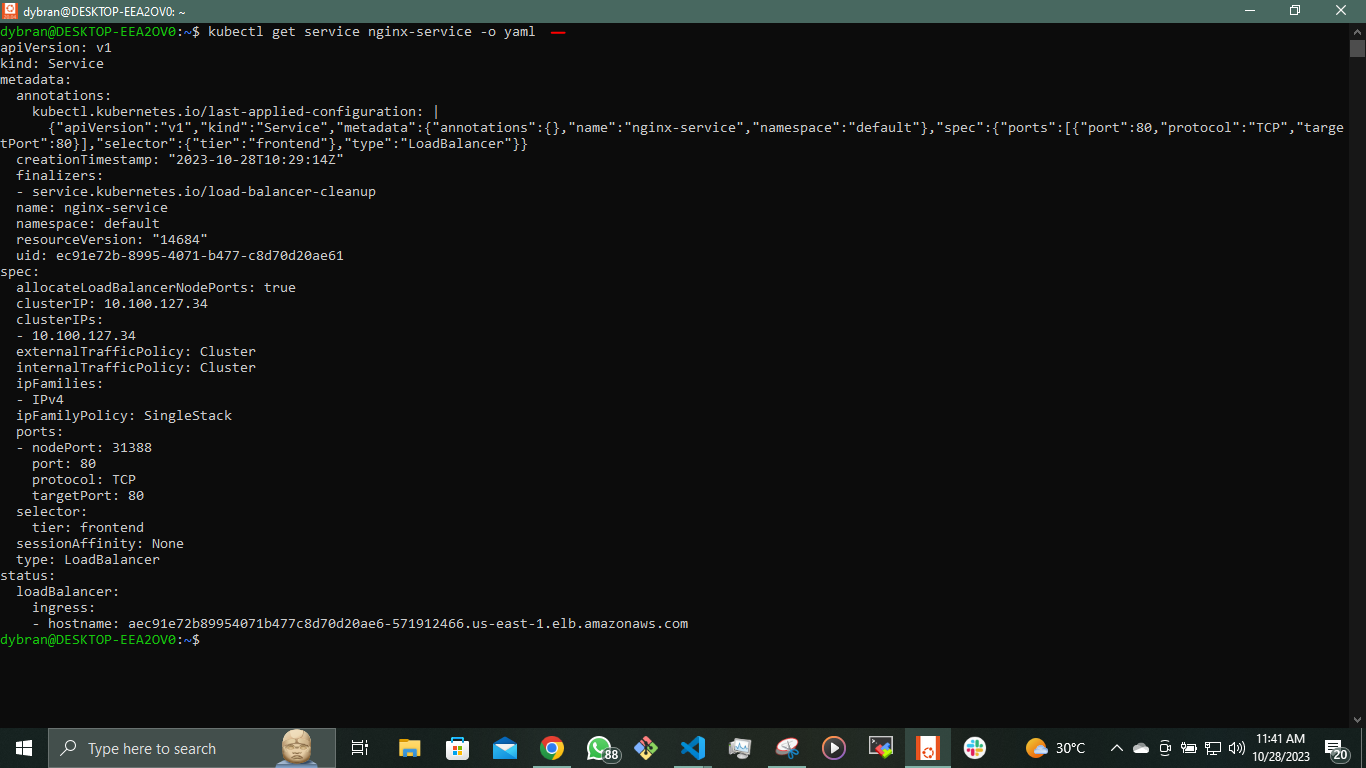 dybran@DESKTOP-EEA2OV0: ~
dybran@DESKTOP-EEA2OV0:~$ kubectl get service nginx-service -o yaml
apiVersion: v1
kind: Service
metadata:
  annotations:
    kubectl.kubernetes.io/last-applied-configuration: |
      {"apiVersion":"v1","kind":"Service","metadata":{"annotations":{},"name":"nginx-service","namespace":"default"},"spec":{"ports":[{"port":80,"protocol":"TCP","targe
tPort":80}],"selector":{"tier":"frontend"},"type":"LoadBalancer"}}
  creationTimestamp: "2023-10-28T10:29:14Z"
  finalizers:
  - service.kubernetes.io/load-balancer-cleanup
  name: nginx-service
  namespace: default
  resourceVersion: "14684"
  uid: ec91e72b-8995-4071-b477-c8d70d20ae61
spec:
  allocateLoadBalancerNodePorts: true
  clusterIP: 10.100.127.34
  clusterIPs:
  - 10.100.127.34
  externalTrafficPolicy: Cluster
  internalTrafficPolicy: Cluster
  ipFamilies:
  - IPv4
  ipFamilyPolicy: SingleStack
  ports:
  - nodePort: 31388
    port: 80
    protocol: TCP
    targetPort: 80
  selector:
    tier: frontend
  sessionAffinity: None
  type: LoadBalancer
status:
  loadBalancer:
    ingress:
    - hostname: aec91e72b89954071b477c8d70d20ae6-571912466.us-east-1.elb.amazonaws.com
dybran@DESKTOP-EEA2OV0:~$
Type here to search
88
30°C
11:41 AM
10/28/2023
20